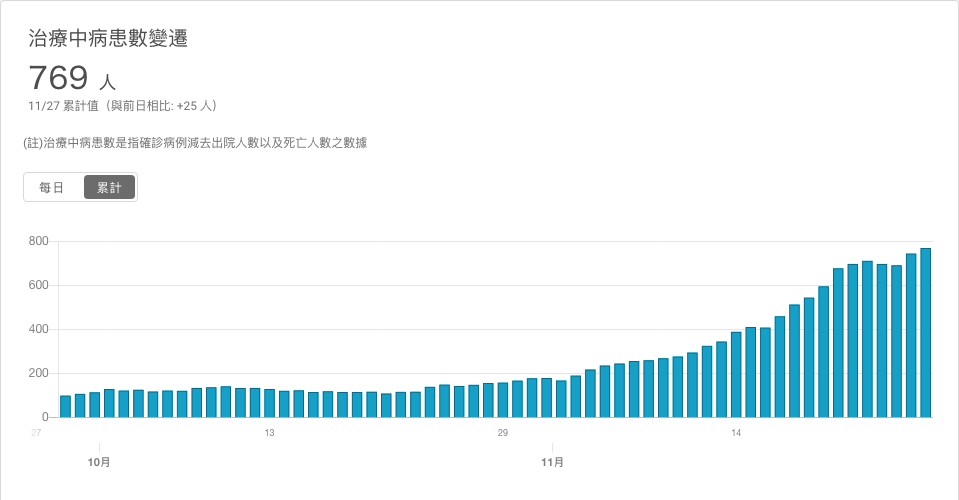 治療中病患數變遷
769 人
11/27 累計值（與前日相比: +25 人）
(註)治療中病患數是指確診病例減去出院人數以及死亡人數之數據
每日 累計
800
600
400
200
0
27 13 29 14
10月 11月